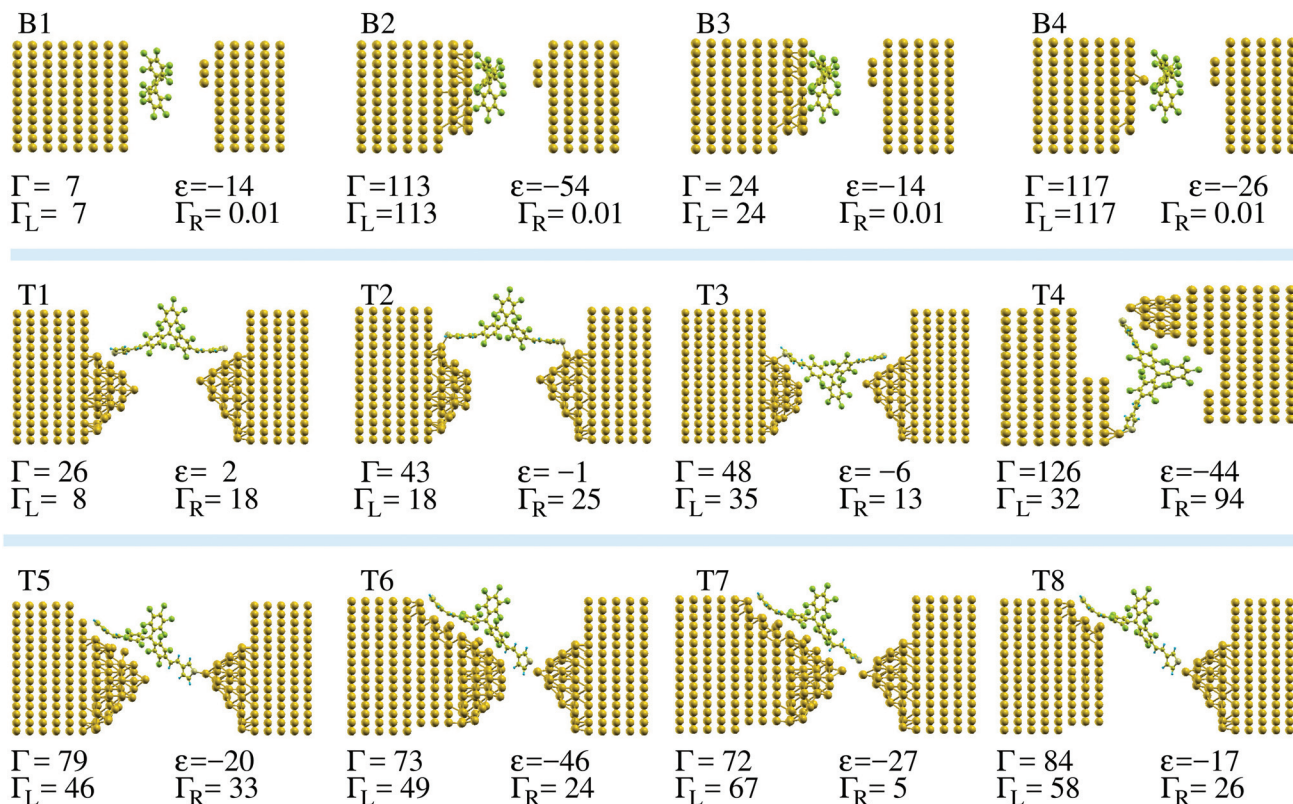 B1 B2 B3 B4
Γ = 7 ε=−14 Γ=113 ε=−54 Γ= 24 ε=−14 Γ=117 ε=−26
Γ_L = 7 Γ_R= 0.01 Γ_L=113 Γ_R= 0.01 Γ_L= 24 Γ_R= 0.01 Γ_L=117 Γ_R= 0.01
T1 T2 T3 T4
Γ = 26 ε= 2 Γ= 43 ε= −1 Γ = 48 ε= −6 Γ=126 ε=−44
Γ_L = 8 Γ_R= 18 Γ_L= 18 Γ_R= 25 Γ_L= 35 Γ_R= 13 Γ_L= 32 Γ_R= 94
T5 T6 T7 T8
Γ = 79 ε=−20 Γ = 73 ε=−46 Γ = 72 ε=−27 Γ = 84 ε=−17
Γ_L = 46 Γ_R= 33 Γ_L= 49 Γ_R= 24 Γ_L= 67 Γ_R= 5 Γ_L= 58 Γ_R= 26